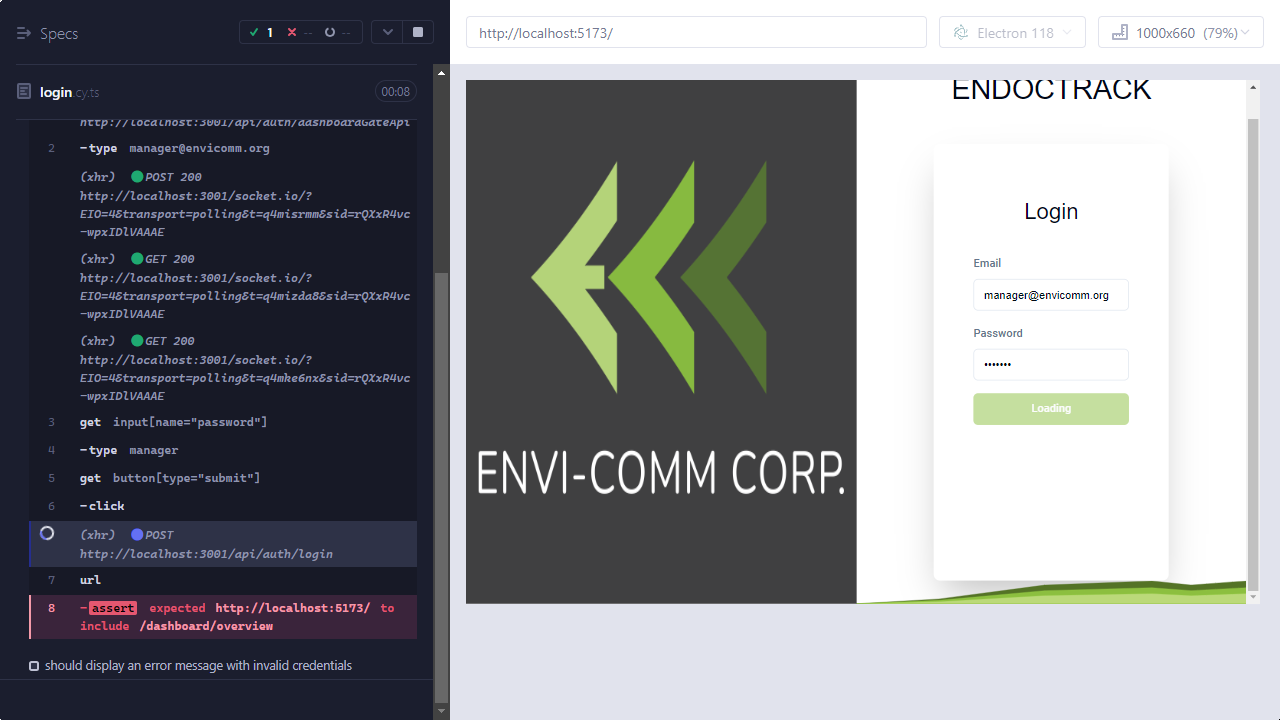 Specs
1
--
--
http://localhost:5173/
Electron 118
1000x660 (79%)
login.cy.ts
00:08
http://localhost:3001/api/auth/dashboardGateApi
2 -type manager@envicomm.org
(xhr) POST 200
http://localhost:3001/socket.io/?
EIO=4&transport=polling&t=q4misrmm&sid=rQXxR4vc
-wpxIDlVAAAE
(xhr) GET 200
http://localhost:3001/socket.io/?
EIO=4&transport=polling&t=q4mizda8&sid=rQXxR4vc
-wpxIDlVAAAE
(xhr) GET 200
http://localhost:3001/socket.io/?
EIO=4&transport=polling&t=q4mke6nx&sid=rQXxR4vc
-wpxIDlVAAAE
3 get input[name="password"]
4 -type manager
5 get button[type="submit"]
6 -click
(xhr) POST
http://localhost:3001/api/auth/login
7 url
8 -assert expected http://localhost:5173/ to
include /dashboard/overview
should display an error message with invalid credentials
ENVI-COMM CORP.
ENDOCTRACK
Login
Email
manager@envicomm.org
Password
•••••••
Loading